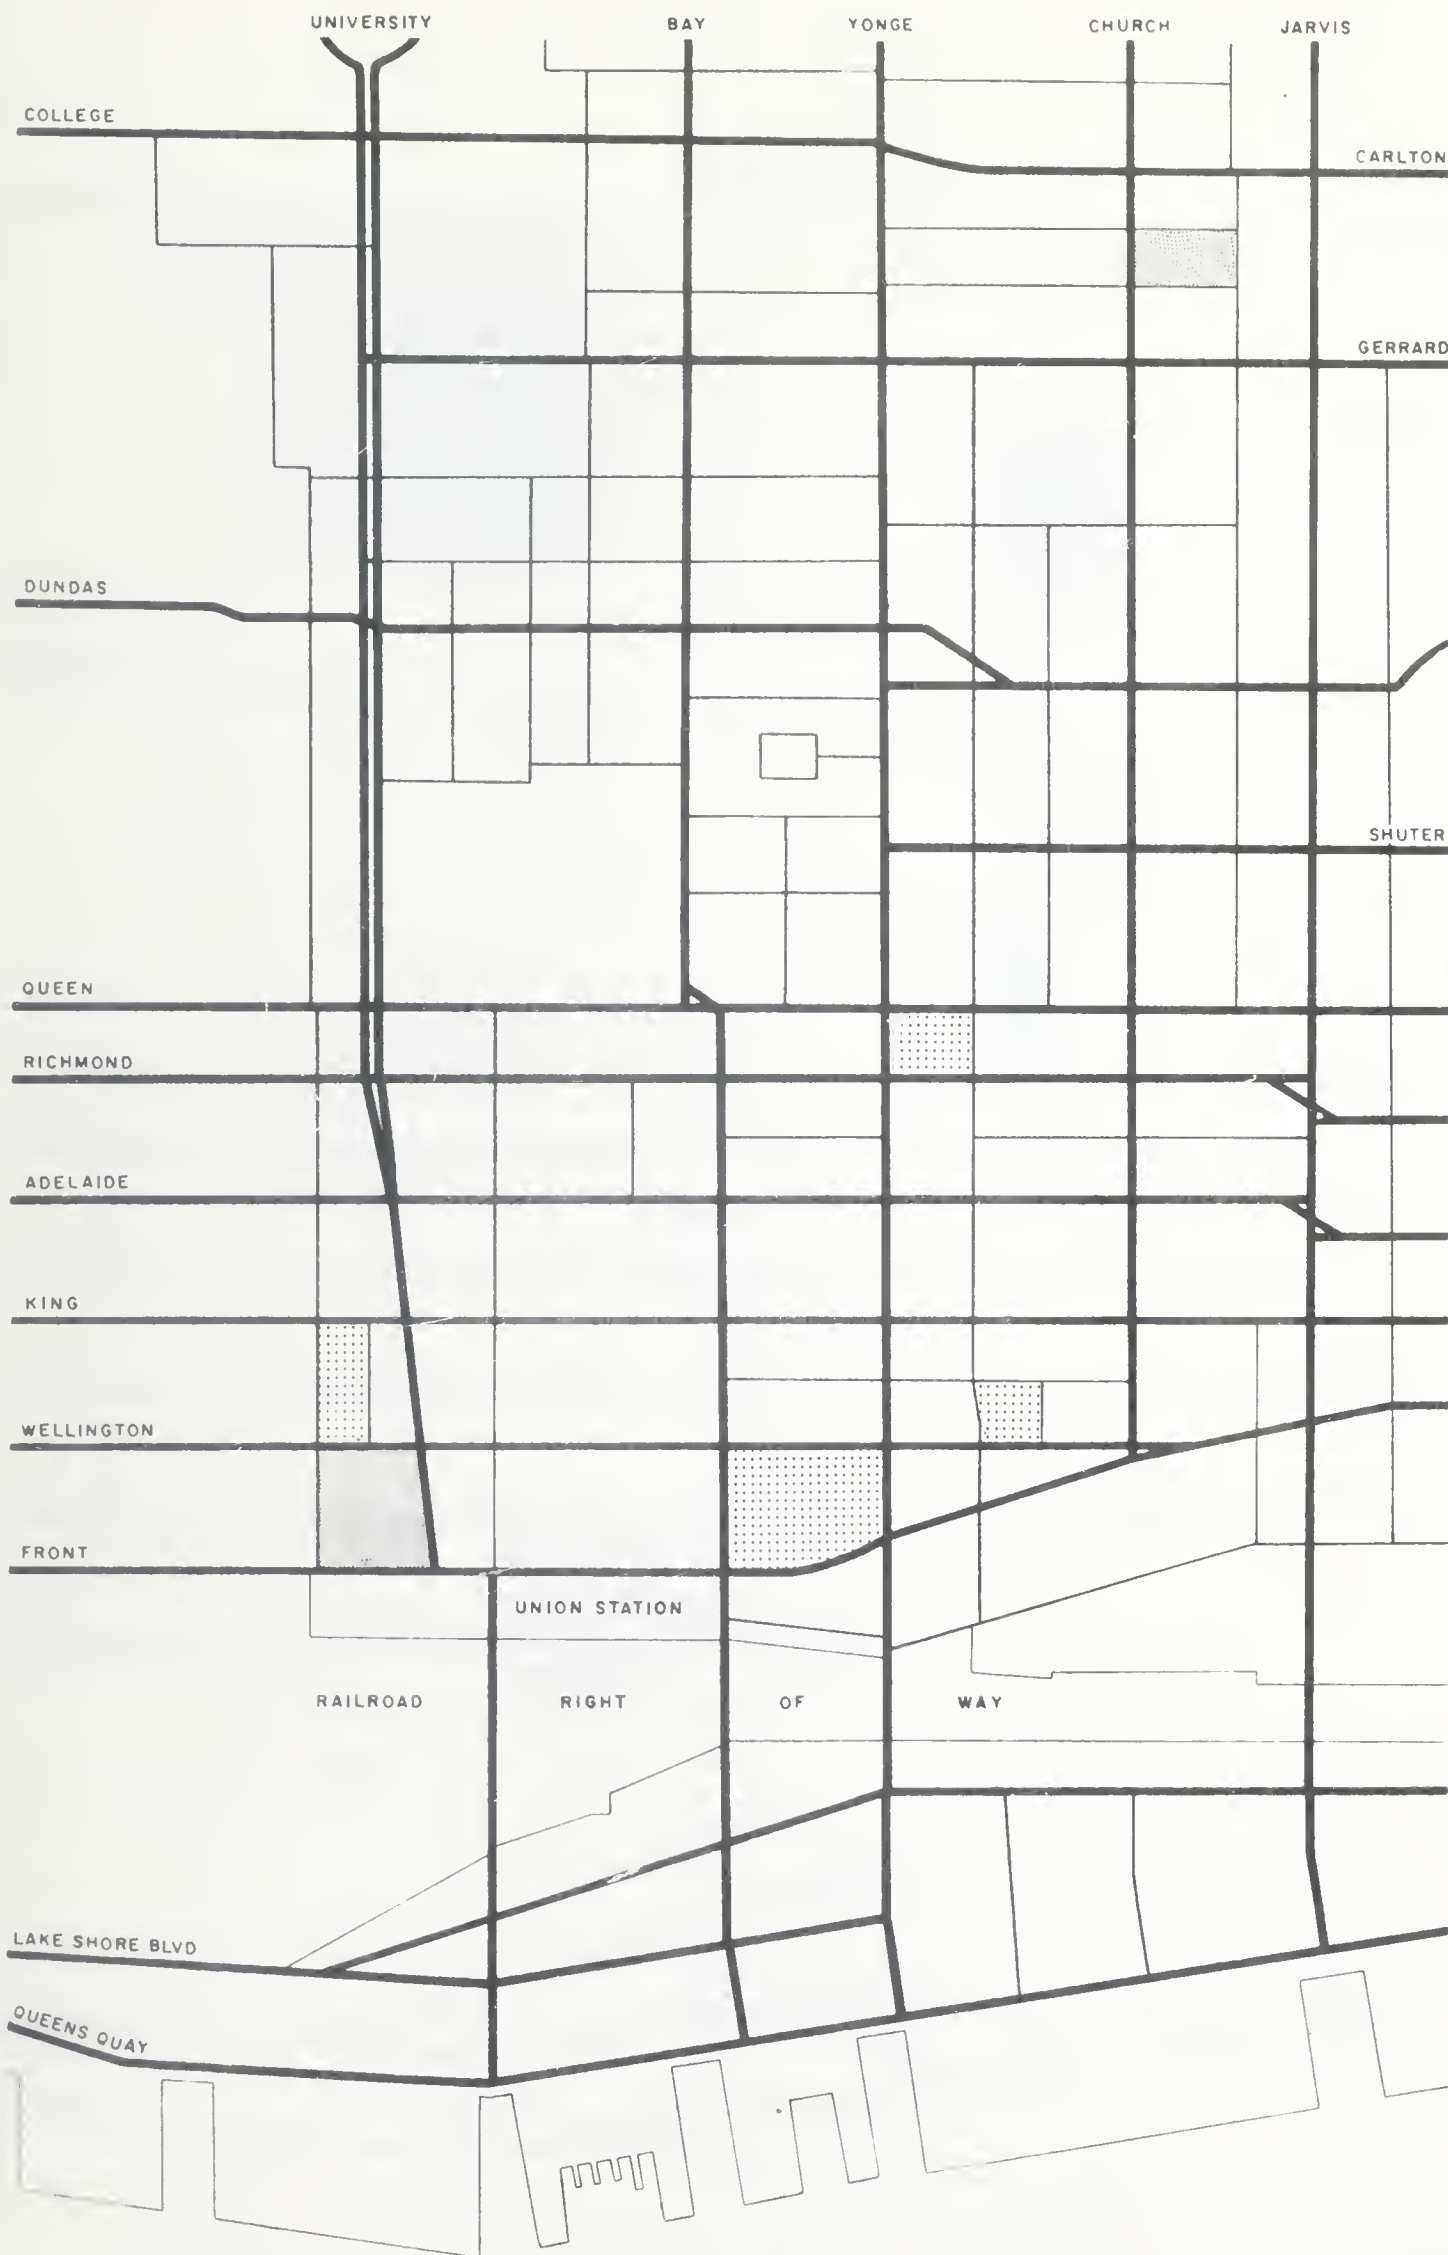 UNIVERSITY
BAY
YONGE
CHURCH
JARVIS
COLLEGE
CARLTON
GERRARD
DUNDAS
SHUTER
QUEEN
RICHMOND
ADELAIDE
KING
WELLINGTON
FRONT
UNION STATION
RAILROAD RIGHT OF WAY
LAKE SHORE BLVD
QUEENS QUAY